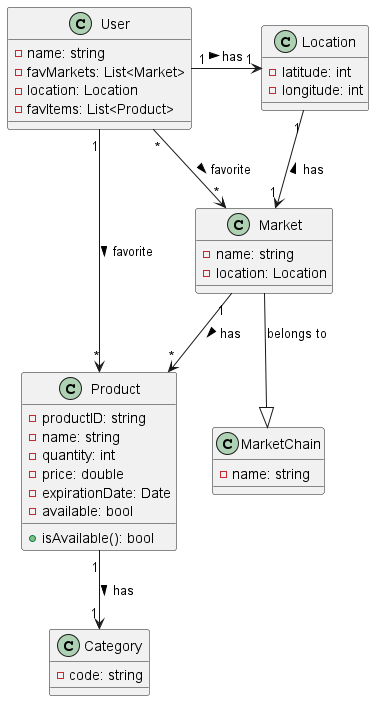 C User
name: string
favMarkets: List<Market>
location: Location
favItems: List<Product>
1 has 1
C Location
latitude: int
longitude: int
1
*
1
favorite
*
has
1
C Market
name: string
location: Location
favorite
*
1
has
*
belongs to
C Product
productID: string
name: string
quantity: int
price: double
expirationDate: Date
available: bool
isAvailable(): bool
C MarketChain
name: string
1
has
1
C Category
code: string